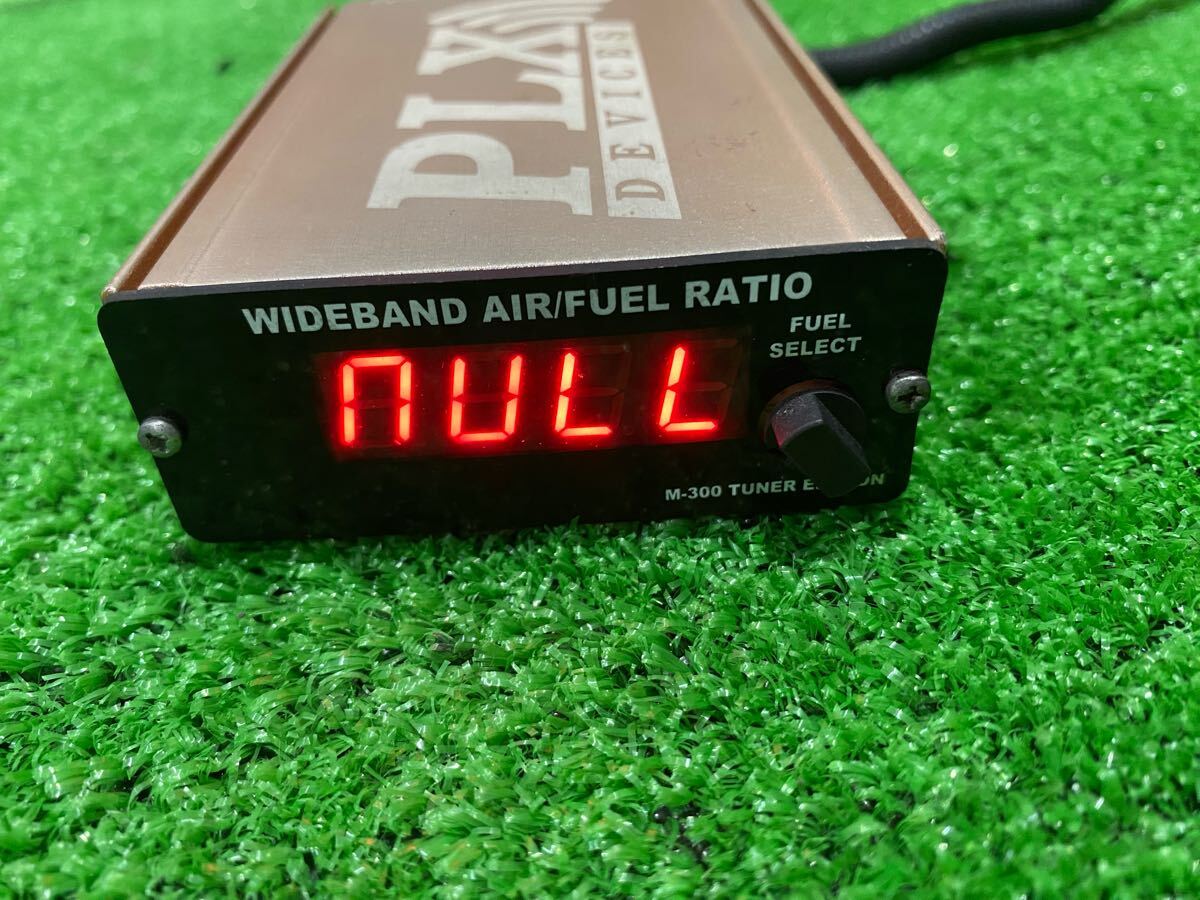 PLX
DEVICES
WIDEBAND AIR/FUEL RATIO
FUEL
SELECT
NULL
M-300 TUNER